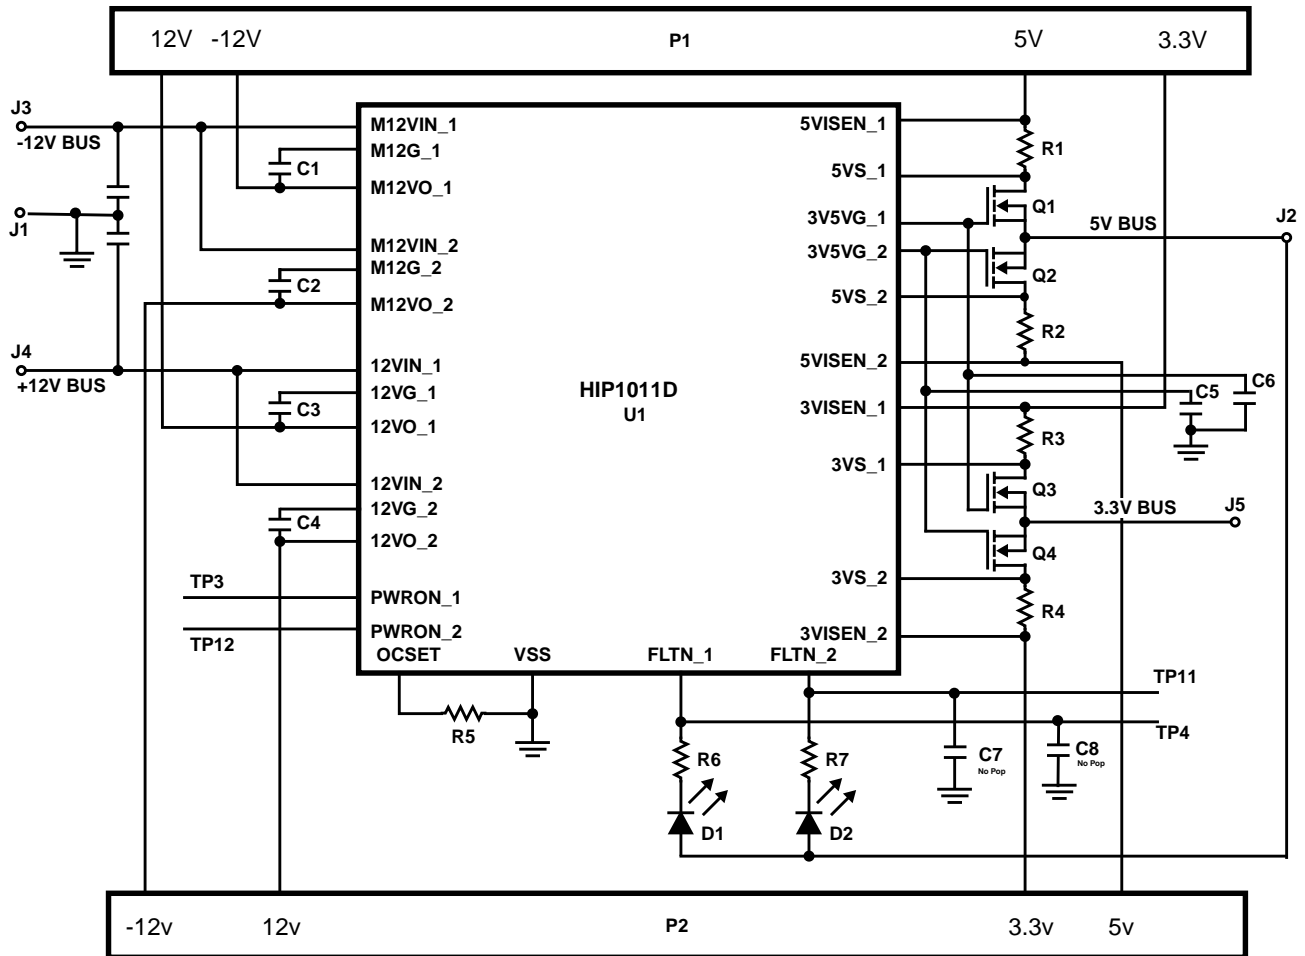 12V -12V P1 5V 3.3V
J3
-12V BUS
J1
J4
+12V BUS
M12VIN_1
M12G_1
C1
M12VO_1
M12VIN_2
M12G_2
C2
M12VO_2
12VIN_1
12VG_1
C3
12VO_1
12VIN_2
12VG_2
C4
12VO_2
TP3
PWRON_1
TP12
PWRON_2
OCSET VSS FLTN_1 FLTN_2
HIP1011D
U1
5VISEN_1
R1
5VS_1
Q1
3V5VG_1
5V BUS
J2
3V5VG_2
Q2
5VS_2
R2
5VISEN_2
C5 C6
3VISEN_1
R3
3VS_1
Q3
3.3V BUS
J5
Q4
3VS_2
R4
3VISEN_2
TP11
TP4
R5
R6
R7
C7
No Pop
C8
No Pop
D1
D2
-12v 12v P2 3.3v 5v